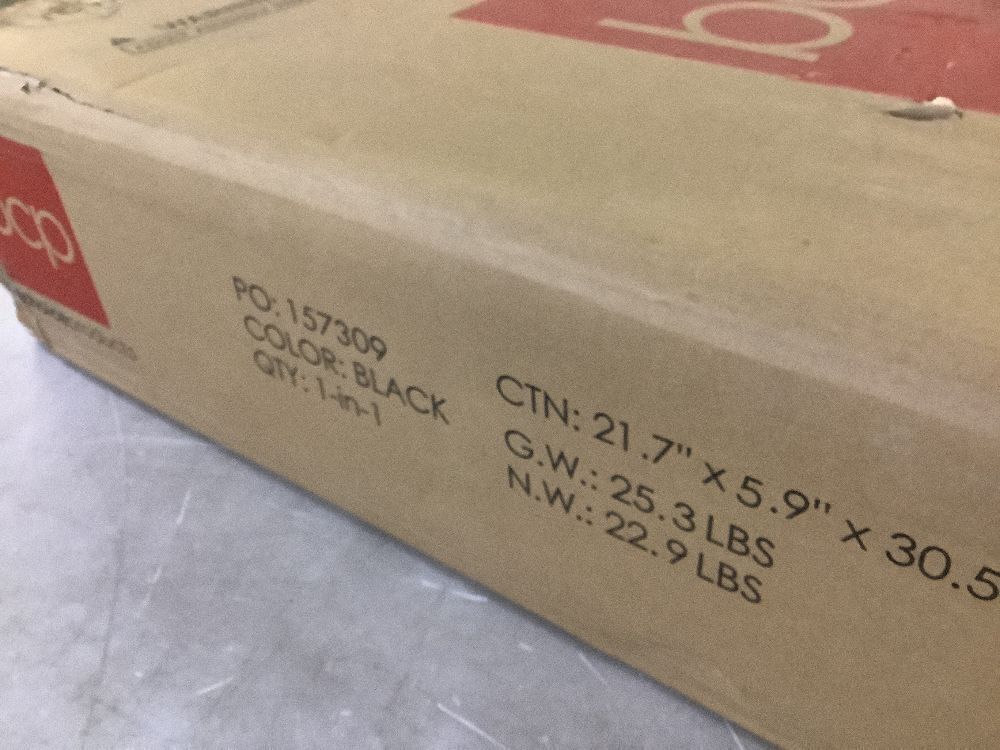 bcp
PO: 157309
COLOR: BLACK
QTY: 1-in-1
CTN: 21.7" x 5.9" x 30.5
G.W.: 25.3 LBS
N.W.: 22.9 LBS